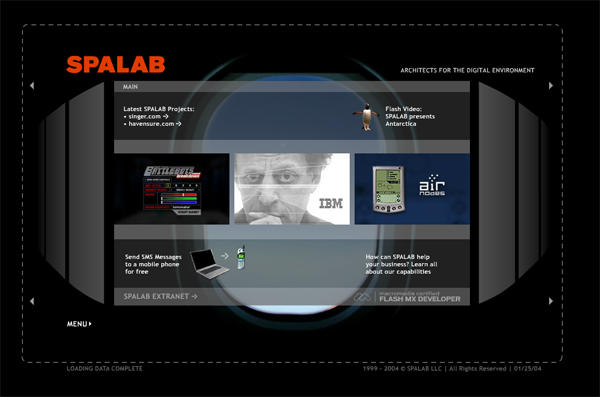 SPALAB
ARCHITECTS FOR THE DIGITAL ENVIRONMENT
MAIN
Latest SPALAB Projects:
• singer.com →
• havensure.com →
Flash Video:
SPALAB presents
Antarctica
BATTLEBOTS
IBM
air
nodes
Send SMS Messages
to a mobile phone
for free
How can SPALAB help
your business? Learn all
about our capabilities
SPALAB EXTRANET →
macromedia certified
FLASH MX DEVELOPER
MENU
LOADING DATA COMPLETE
1999 - 2004 © SPALAB LLC | All Rights Reserved | 01/25/04